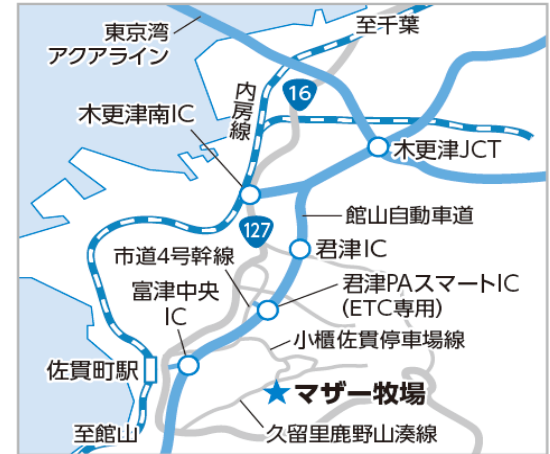 東京湾
アクアライン
至千葉
内房線
16
木更津南IC
木更津JCT
館山自動車道
127
君津IC
市道4号幹線
君津PAスマートIC
(ETC専用)
富津中央
IC
小櫃佐貫停車場線
佐貫町駅
マザー牧場
至館山
久留里鹿野山湊線